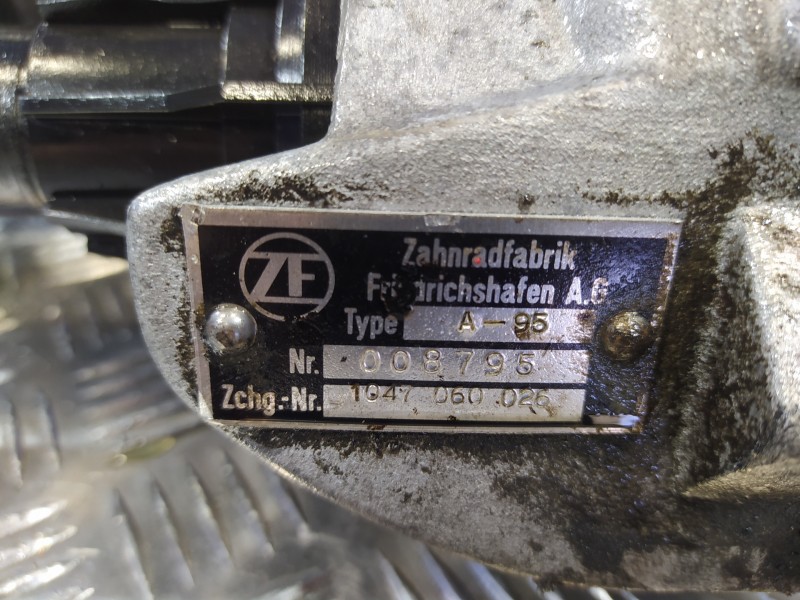 ZF
Zahnradfabrik
Friedrichshafen A.G
Type A-95
Nr. 008795
Zchg.-Nr. 1047 060 026